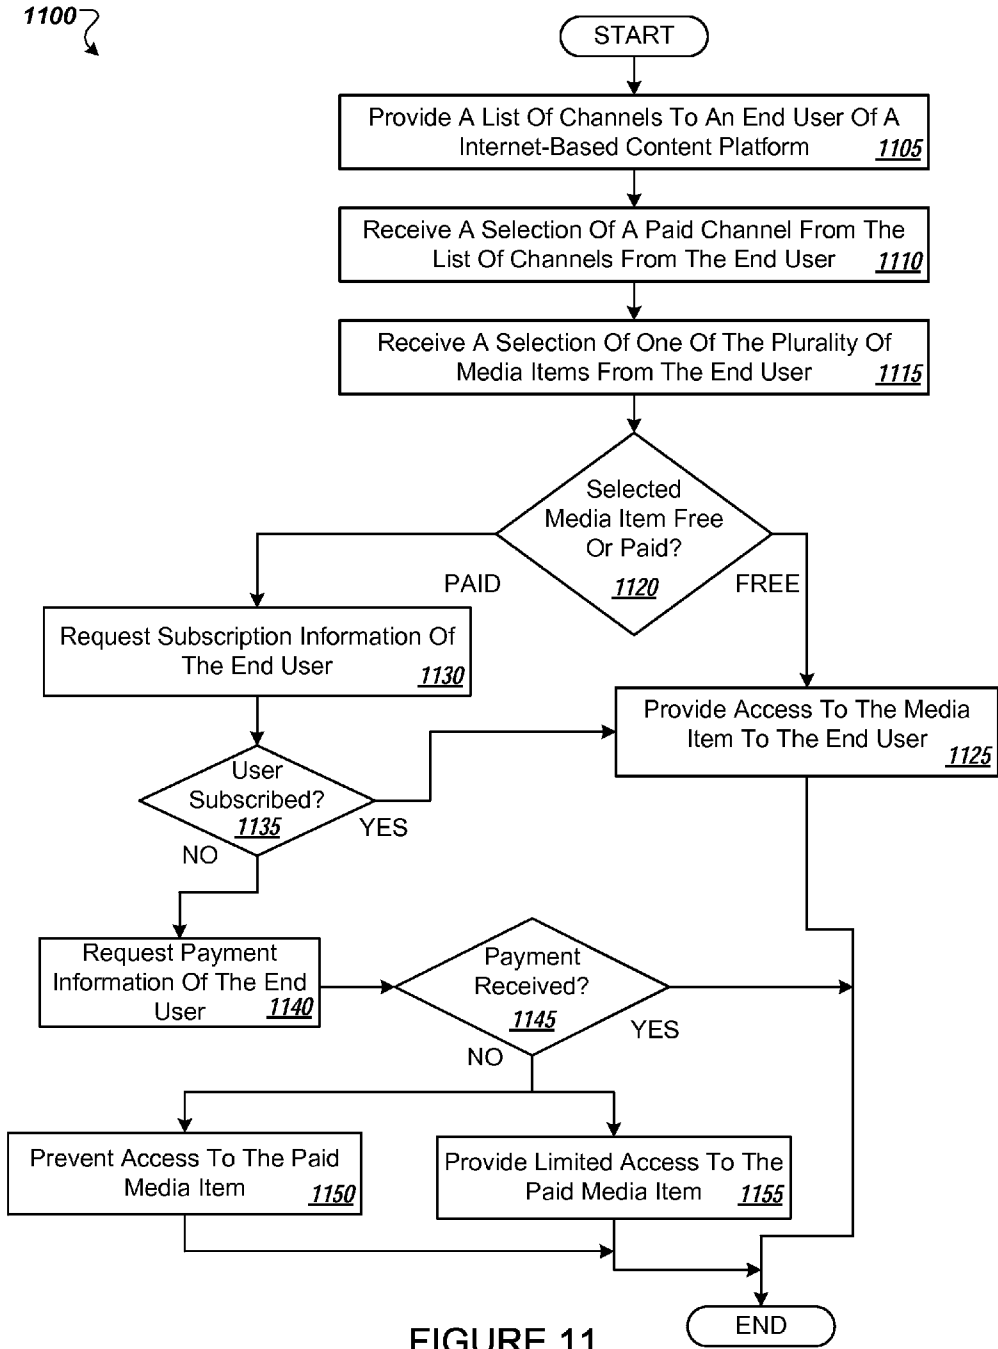 1100
START
Provide A List Of Channels To An End User Of A
Internet-Based Content Platform 1105
Receive A Selection Of A Paid Channel From The
List Of Channels From The End User 1110
Receive A Selection Of One Of The Plurality Of
Media Items From The End User 1115
Selected
Media Item Free
Or Paid?
1120
PAID
FREE
Request Subscription Information Of
The End User 1130
Provide Access To The Media
Item To The End User 1125
User
Subscribed?
1135
YES
NO
Request Payment
Information Of The End
User 1140
Payment
Received?
1145
YES
NO
Prevent Access To The Paid
Media Item 1150
Provide Limited Access To The
Paid Media Item 1155
END
FIGURE 11